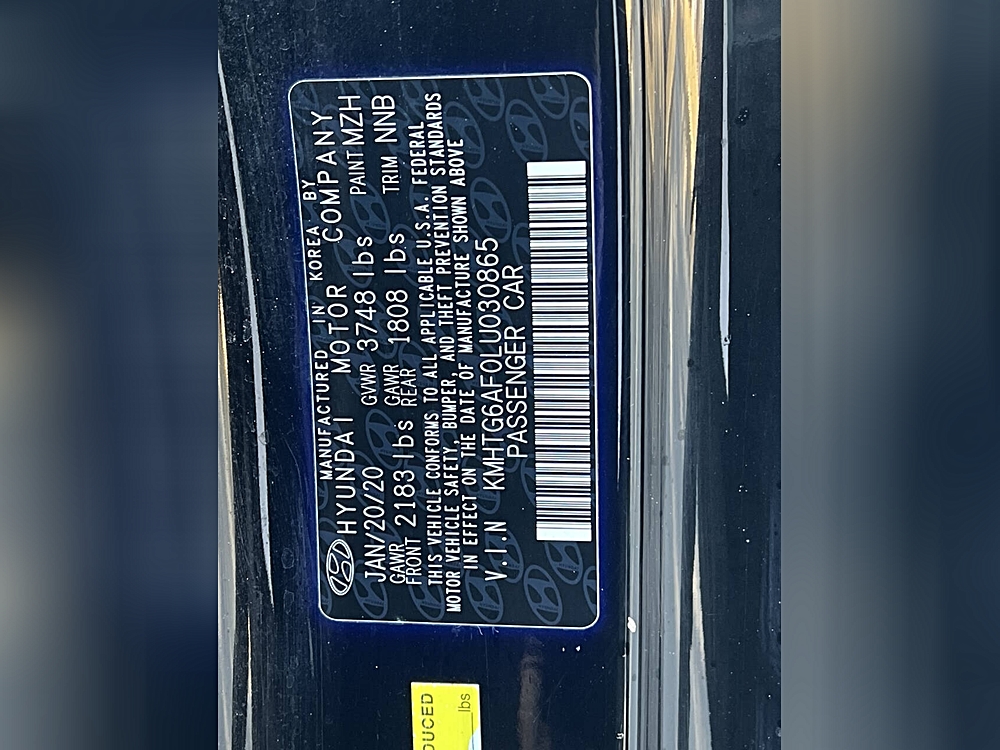 MANUFACTURED IN KOREA BY
HYUNDAI MOTOR COMPANY
JAN/20/20 GVWR 3748 lbs PAINT MZH
GAWR FRONT 2183 lbs GAWR REAR 1808 lbs TRIM NNB
THIS VEHICLE CONFORMS TO ALL APPLICABLE U.S.A. FEDERAL
MOTOR VEHICLE SAFETY, BUMPER, AND THEFT PREVENTION STANDARDS
IN EFFECT ON THE DATE OF MANUFACTURE SHOWN ABOVE
V.I.N KMHTG6AF0LU030865
PASSENGER CAR
DUCED
lbs